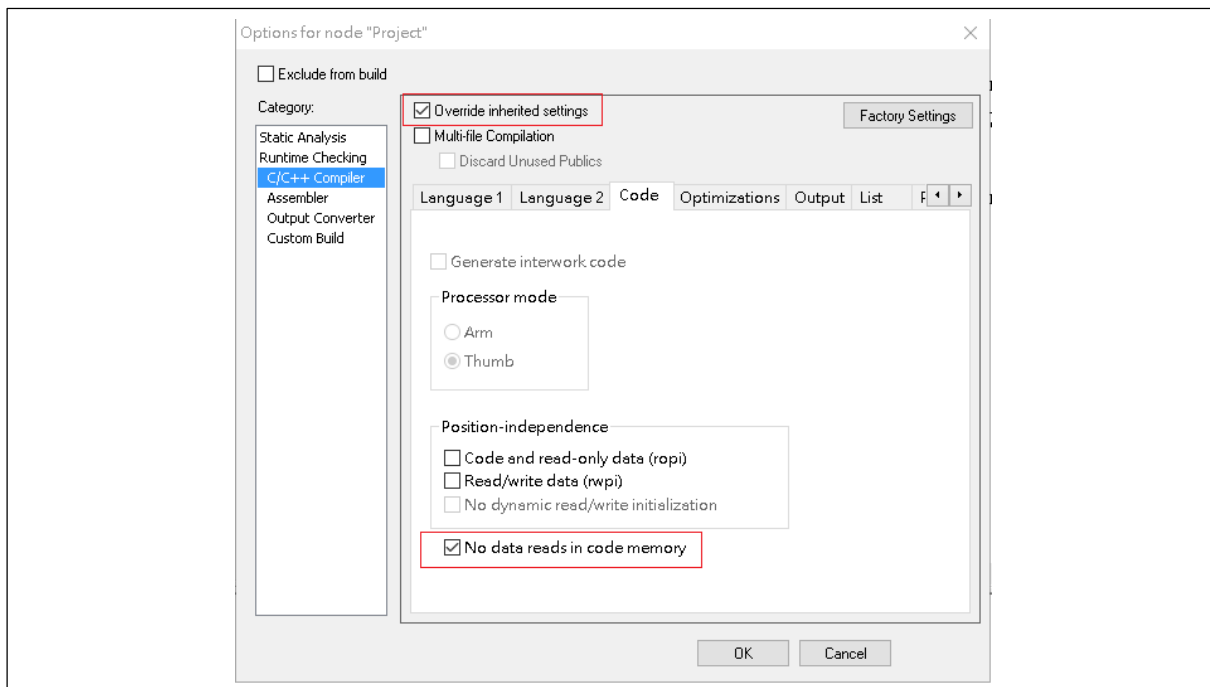 Options for node "Project"
Exclude from build
Category:
Static Analysis
Runtime Checking
C/C++ Compiler
Assembler
Output Converter
Custom Build
Override inherited settings
Factory Settings
Multi-file Compilation
Discard Unused Publics
Language 1 Language 2 Code Optimizations Output List
Generate interwork code
Processor mode
Arm
Thumb
Position-independence
Code and read-only data (ropi)
Read/write data (rwpi)
No dynamic read/write initialization
No data reads in code memory
OK Cancel